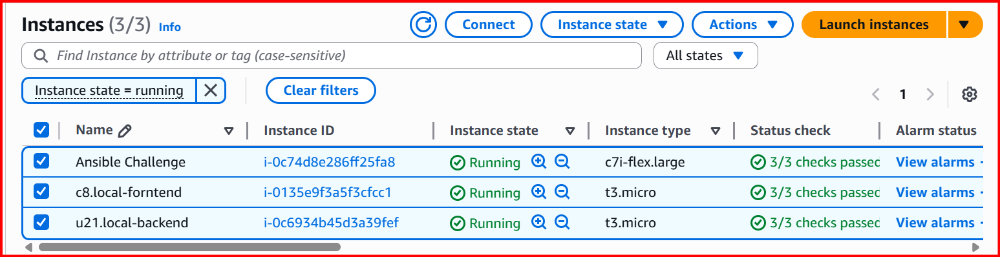 Instances (3/3) Info Connect Instance state Actions Launch instances
Find Instance by attribute or tag (case-sensitive) All states
Instance state = running Clear filters 1
Name Instance ID Instance state Instance type Status check Alarm status
Ansible Challenge i-0c74d8e286ff25fa8 Running c7i-flex.large 3/3 checks passed View alarms
c8.local-forntend i-0135e9f3a5f3cfcc1 Running t3.micro 3/3 checks passed View alarms
u21.local-backend i-0c6934b45d3a39fef Running t3.micro 3/3 checks passed View alarms